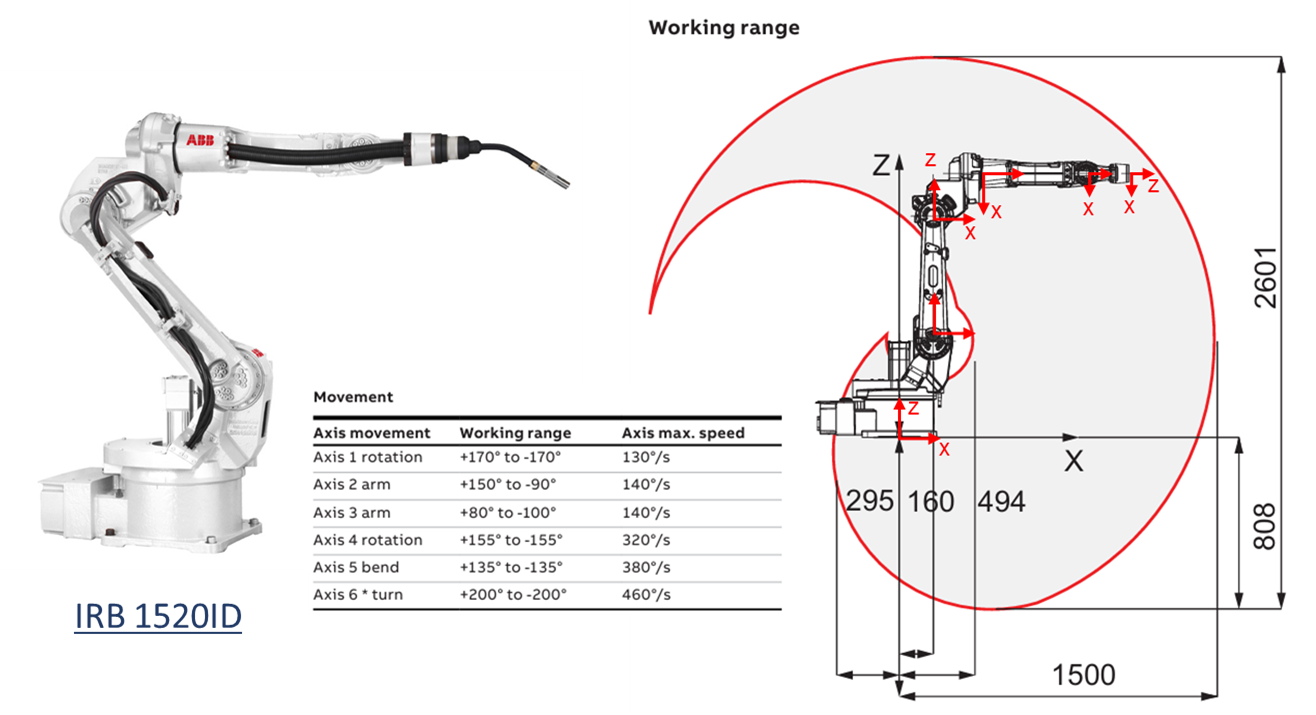 Working range
ABB
Movement
Axis movement Working range Axis max. speed
Axis 1 rotation +170° to -170° 130°/s
Axis 2 arm +150° to -90° 140°/s
Axis 3 arm +80° to -100° 140°/s
Axis 4 rotation +155° to -155° 320°/s
Axis 5 bend +135° to -135° 380°/s
Axis 6 * turn +200° to -200° 460°/s
IRB 1520ID
Z
Z
X
X
X
X
Z
Z
X
X
2601
295 160 494
808
1500